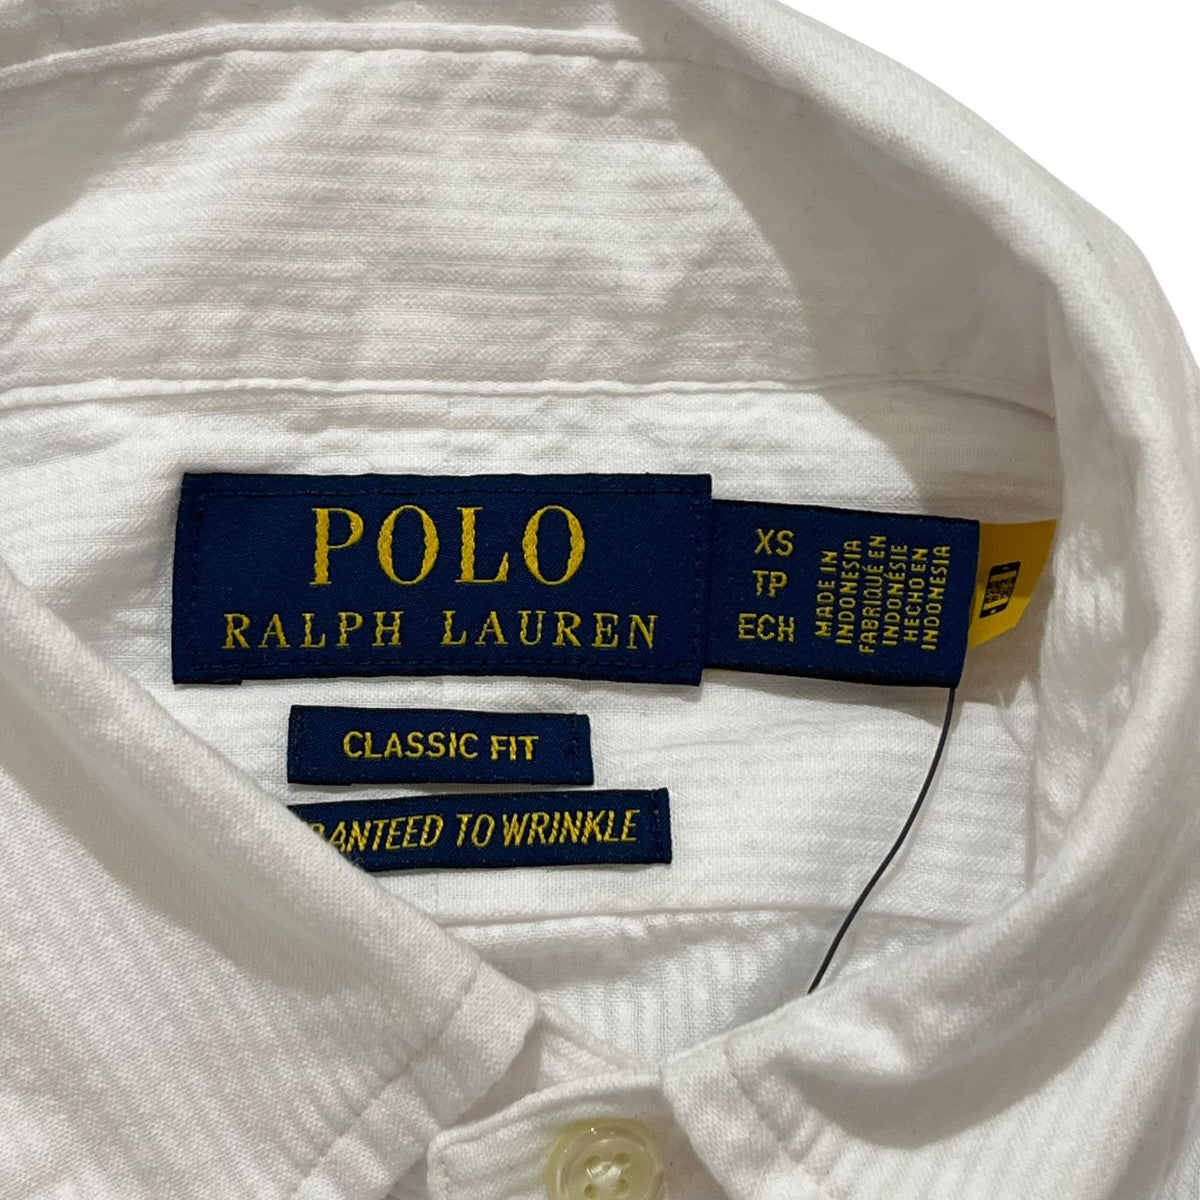 POLO
RALPH LAUREN
XS
TP
ECH
MADE IN
INDONESIA
FABRIQUÉ EN
INDONÉSIE
HECHO EN
INDONESIA
CLASSIC FIT
RANTEED TO WRINKLE